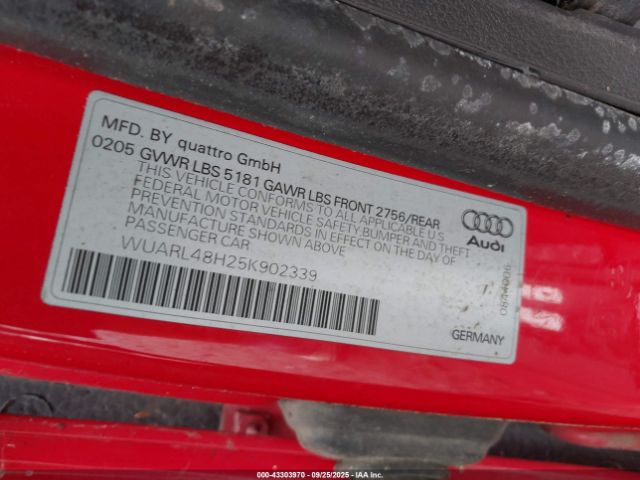 MFD. BY quattro GmbH
0205 GVWR LBS 5181 GAWR LBS FRONT 2756/REAR
THIS VEHICLE CONFORMS TO ALL APPLICABLE U.S
FEDERAL MOTOR VEHICLE SAFETY,BUMPER AND THEFT
PREVENTION STANDARDS IN EFFECT ON THE DAY OF
MANUFACTURE SHOWN ABOVE
PASSENGER CAR
WUARL48H25K902339
Audi
0844006
GERMANY
000-43303970 | 09/25/2025 | IAA Inc.